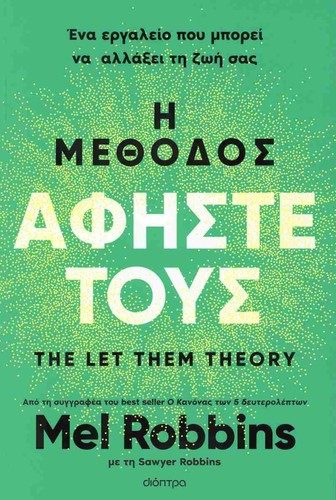 Ένα εργαλείο που μπορεί
να αλλάξει τη ζωή σας
Η
ΜΕΘΟΔΟΣ
ΑΦΗΣΤΕ
ΤΟΥΣ
THE LET THEM THEORY
Από τη συγγραφέα του best seller Ο Κανόνας των 5 δευτερολέπτων
Mel Robbins
με τη Sawyer Robbins
διόπτρα